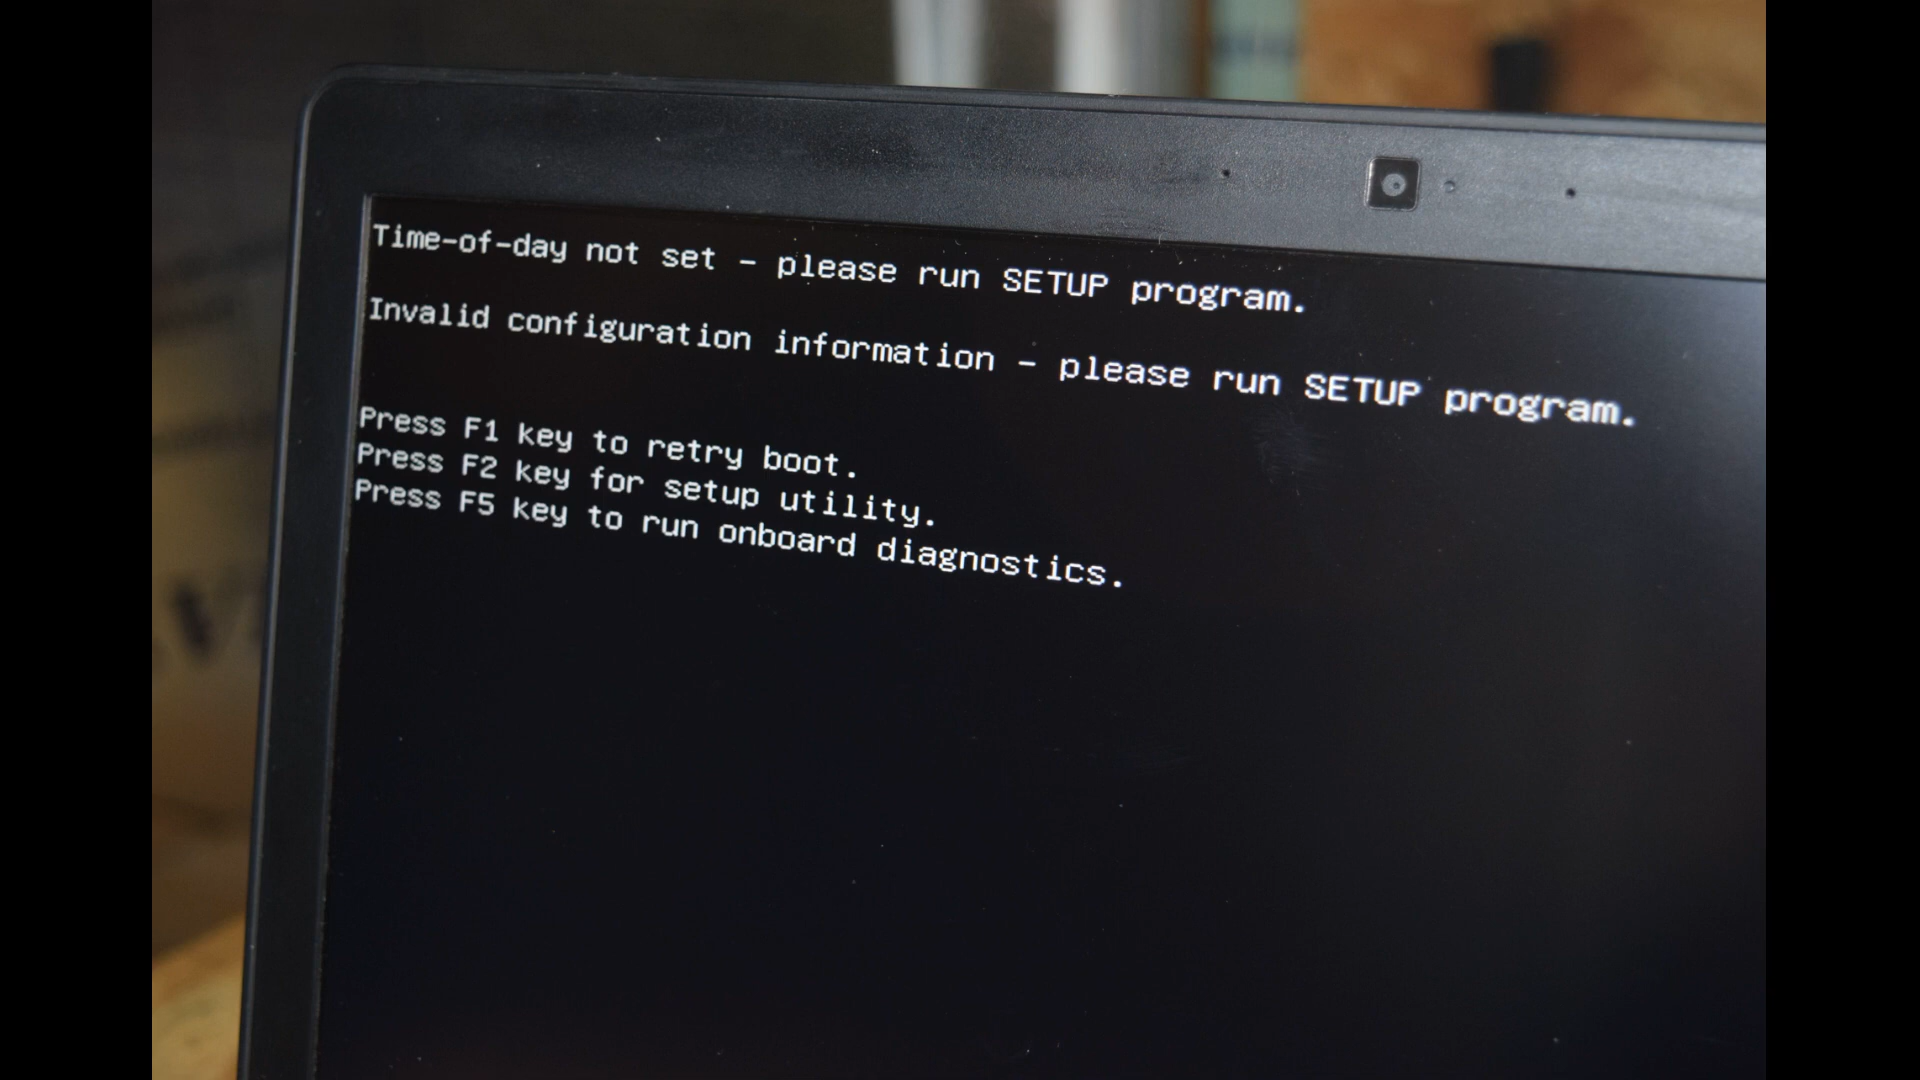 Time-of-day not set - please run SETUP program.
Invalid configuration information - please run SETUP program.
Press F1 key to retry boot.
Press F2 key for setup utility.
Press F5 key to run onboard diagnostics.